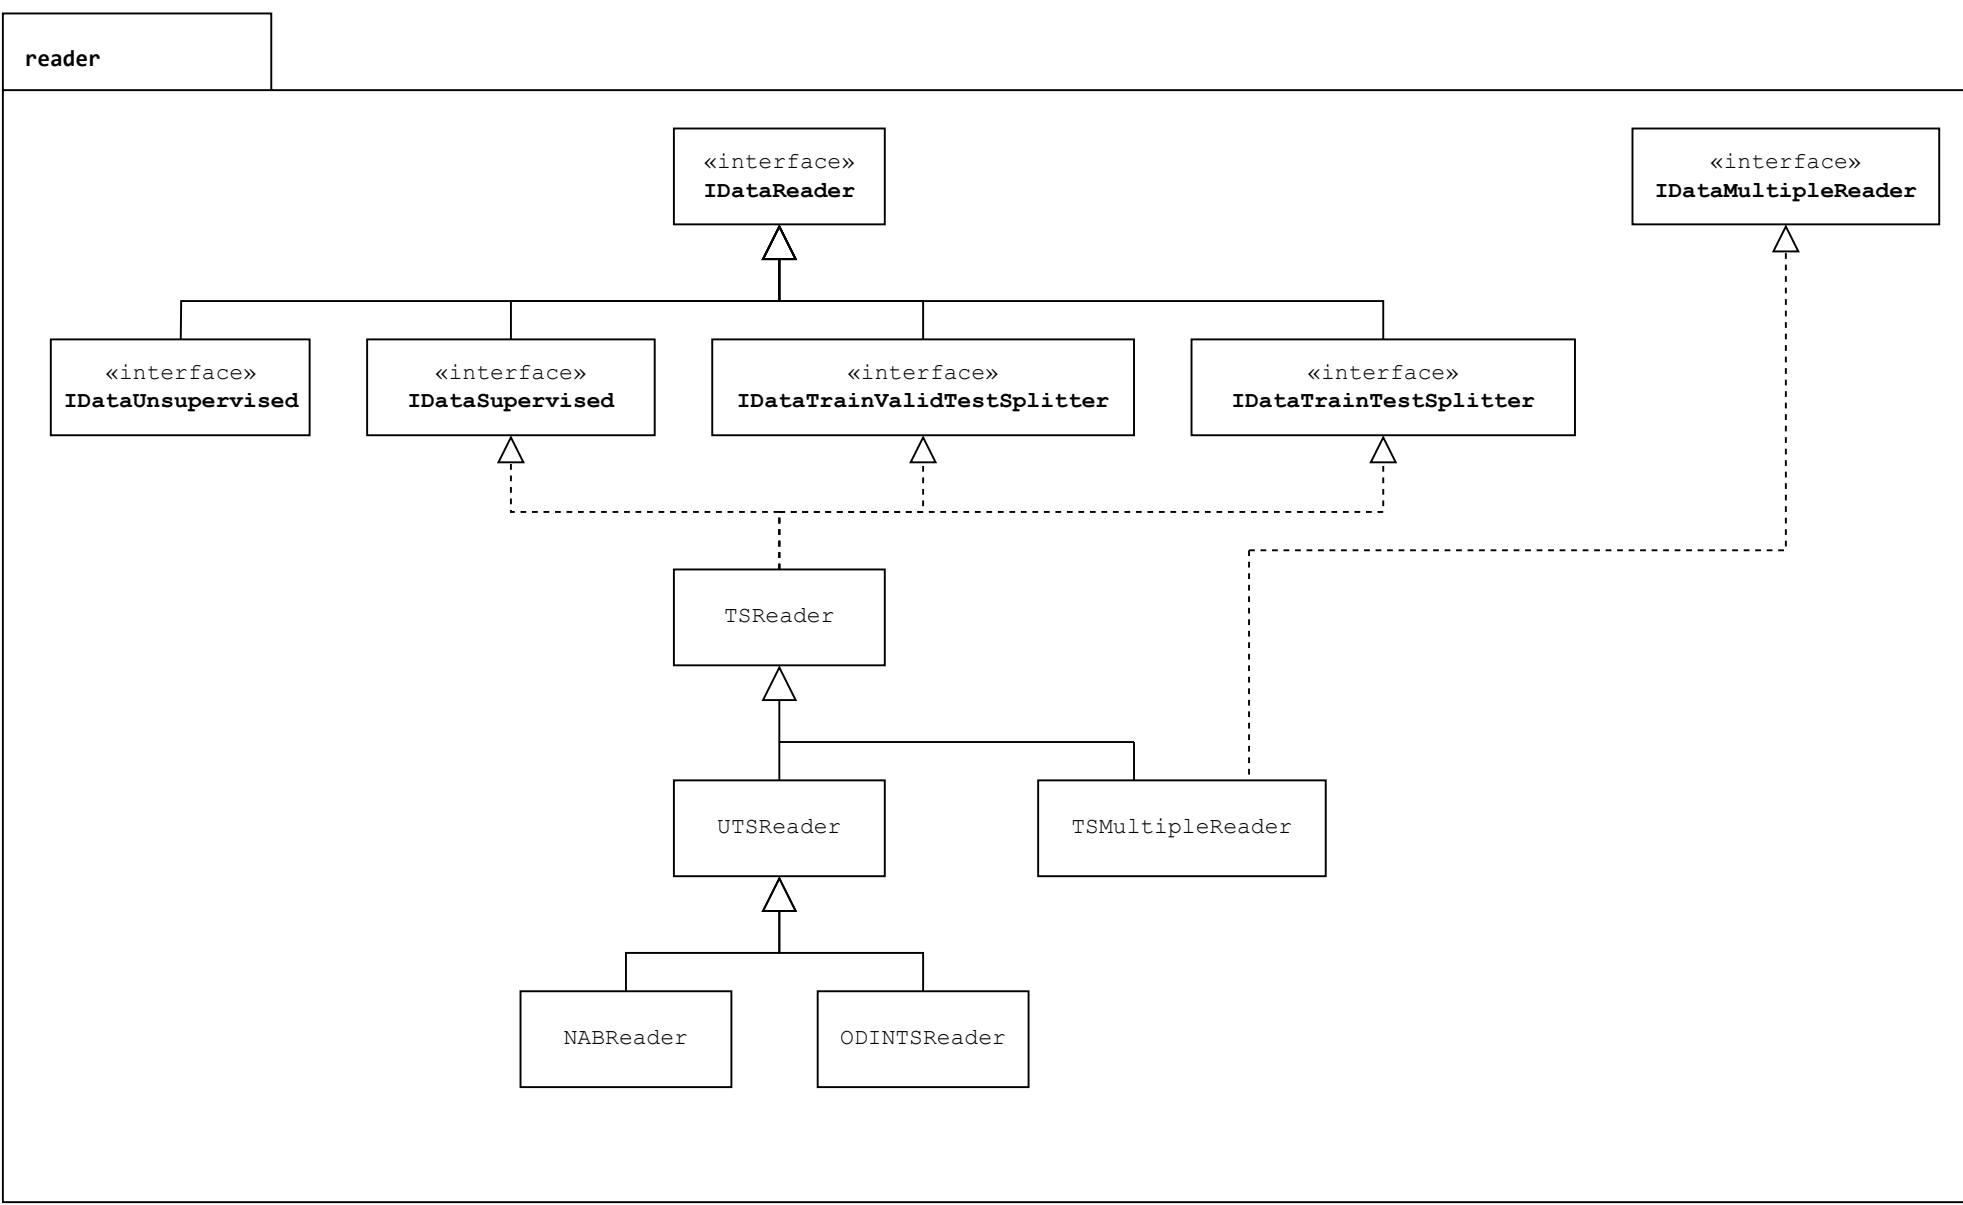 reader
«interface»
IDataReader
«interface»
IDataMultipleReader
«interface»
IDataUnsupervised
«interface»
IDataSupervised
«interface»
IDataTrainValidTestSplitter
«interface»
IDataTrainTestSplitter
TSReader
UTSReader
TSMultipleReader
NABReader
ODINTSReader